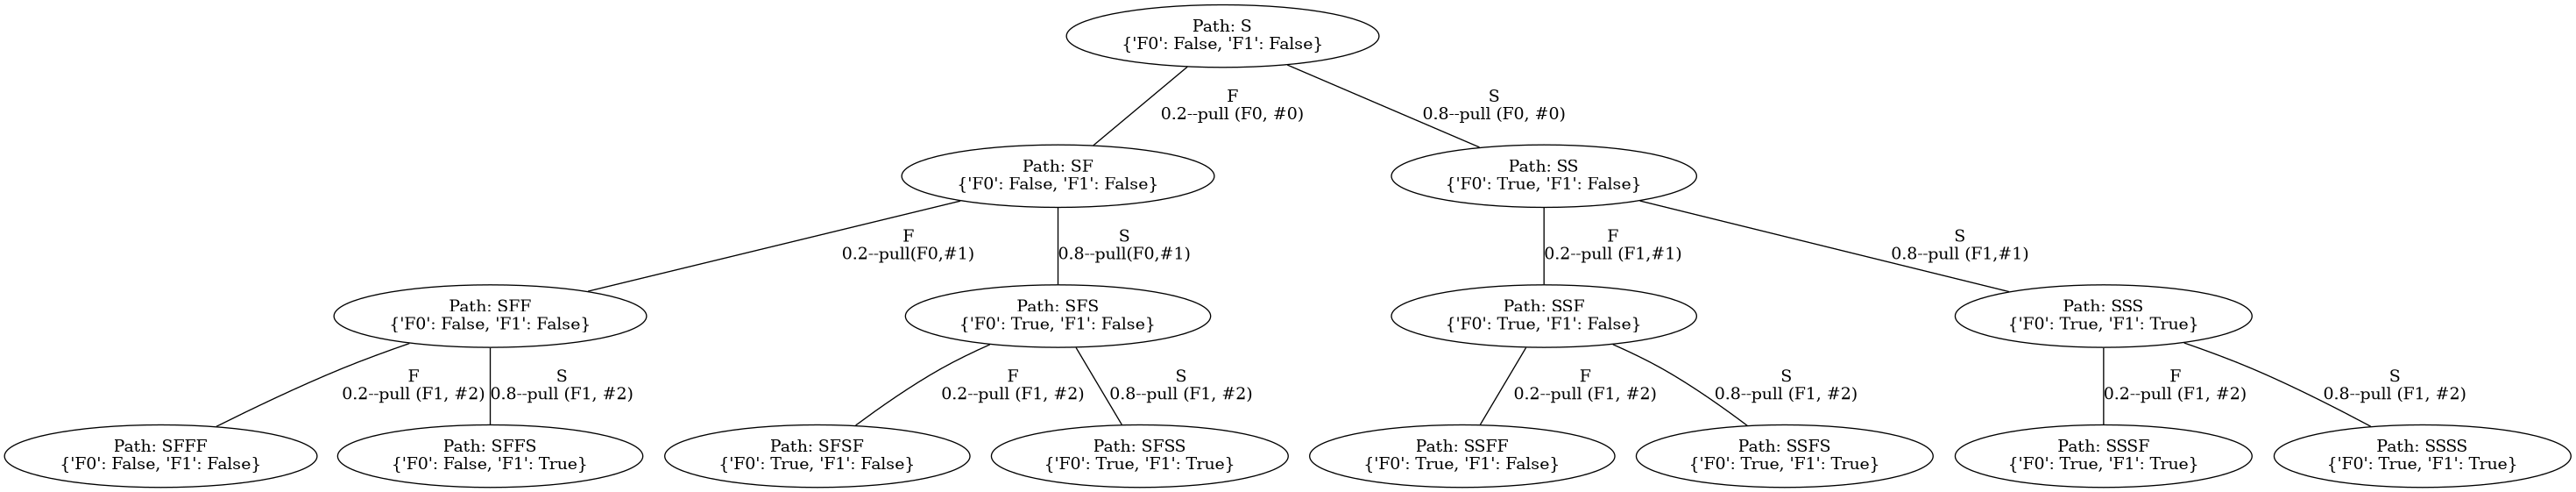 Path: S
{'F0': False, 'F1': False}
F
0.2--pull (F0, #0)
S
0.8--pull (F0, #0)
Path: SF
{'F0': False, 'F1': False}
Path: SS
{'F0': True, 'F1': False}
F
0.2--pull(F0,#1)
S
0.8--pull(F0,#1)
F
0.2--pull (F1,#1)
S
0.8--pull (F1,#1)
Path: SFF
{'F0': False, 'F1': False}
Path: SFS
{'F0': True, 'F1': False}
Path: SSF
{'F0': True, 'F1': False}
Path: SSS
{'F0': True, 'F1': True}
F
0.2--pull (F1, #2)
S
0.8--pull (F1, #2)
F
0.2--pull (F1, #2)
S
0.8--pull (F1, #2)
F
0.2--pull (F1, #2)
S
0.8--pull (F1, #2)
F
0.2--pull (F1, #2)
S
0.8--pull (F1, #2)
Path: SFFF
{'F0': False, 'F1': False}
Path: SFFS
{'F0': False, 'F1': True}
Path: SFSF
{'F0': True, 'F1': False}
Path: SFSS
{'F0': True, 'F1': True}
Path: SSFF
{'F0': True, 'F1': False}
Path: SSFS
{'F0': True, 'F1': True}
Path: SSSF
{'F0': True, 'F1': True}
Path: SSSS
{'F0': True, 'F1': True}